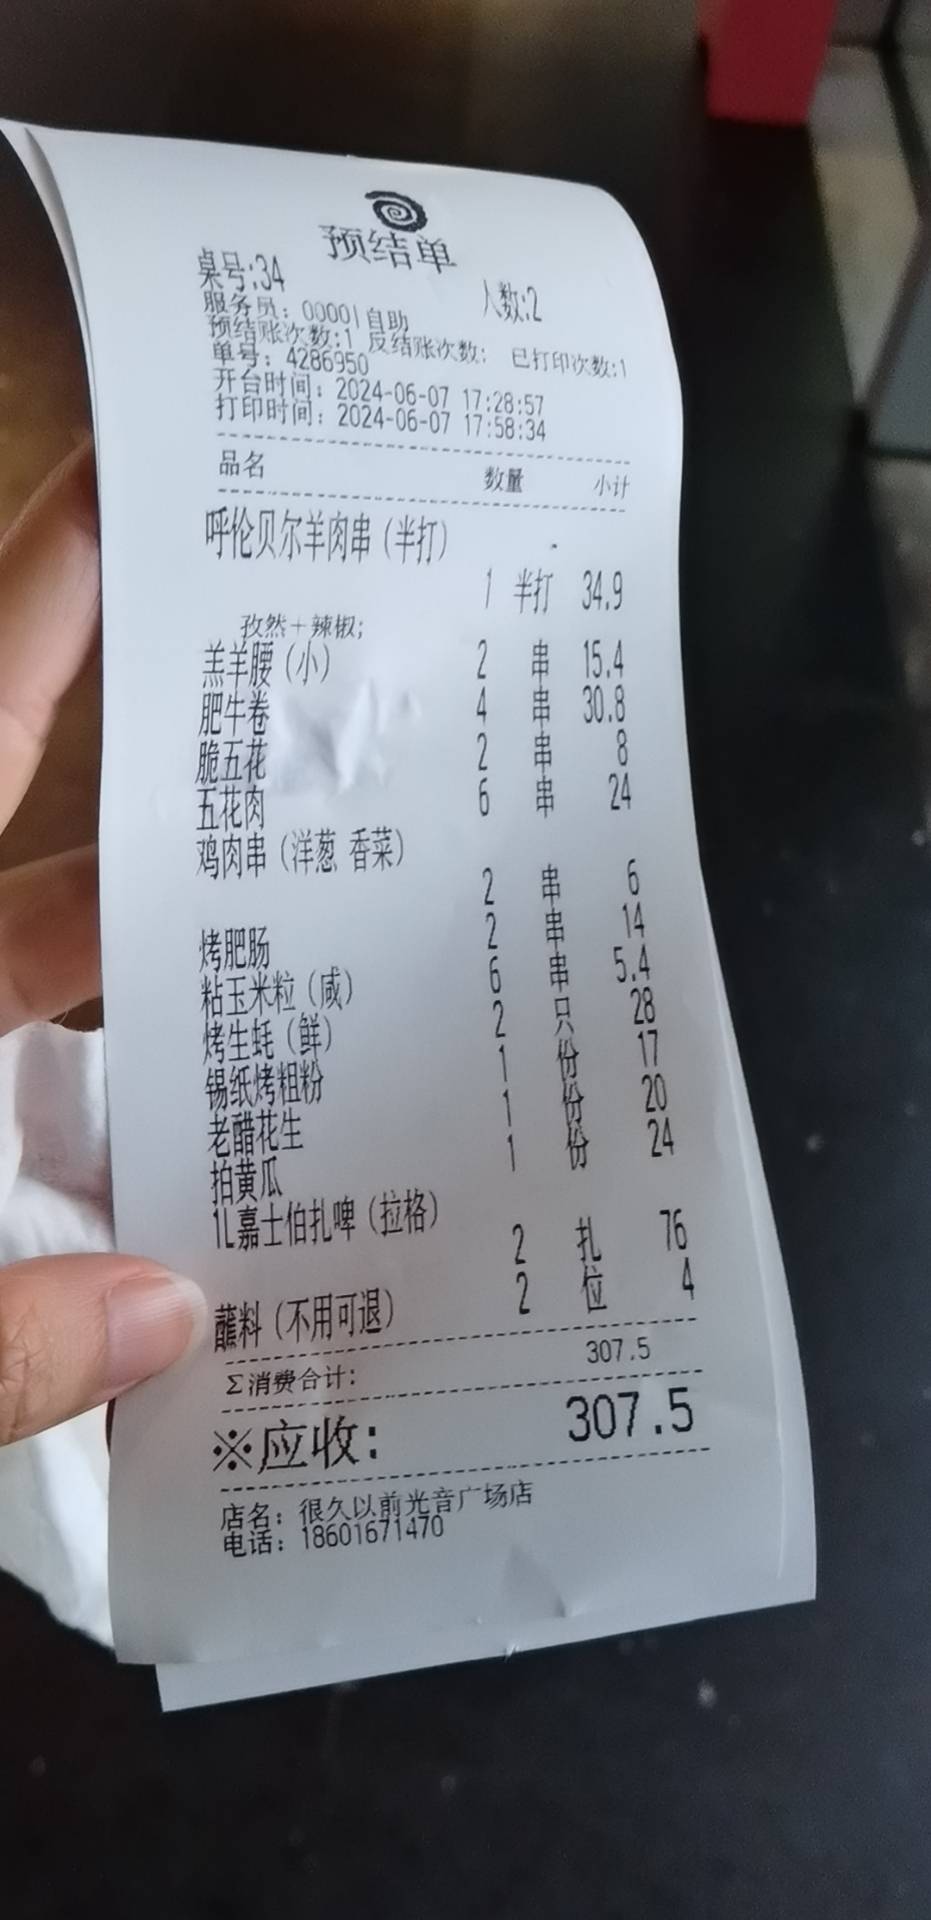 预结单
桌号:34 人数:2
服务员: 00001 自助
预结账次数:1 反结账次数: 已打印次数:1
单号: 4286950
开台时间: 2024-06-07 17:28:57
打印时间: 2024-06-07 17:58:34
品名 数量 小计
呼伦贝尔羊肉串(半打)
1 半打 34.9
孜然+辣椒;
羔羊腰(小) 2 串 15.4
肥牛卷 4 串 30.8
脆五花 2 串 8
五花肉 6 串 24
鸡肉串(洋葱 香菜)
2 串 6
烤肥肠 2 串 14
粘玉米粒(咸) 6 串 5.4
烤生蚝(鲜) 2 只 28
锡纸烤粗粉 1 份 17
老醋花生 1 份 20
拍黄瓜 1 份 24
1L嘉士伯扎啤(拉格)
2 扎 76
蘸料(不用可退) 2 位 4
Σ消费合计: 307.5
※应收: 307.5
店名: 很久以前光音广场店
电话: 18601671470